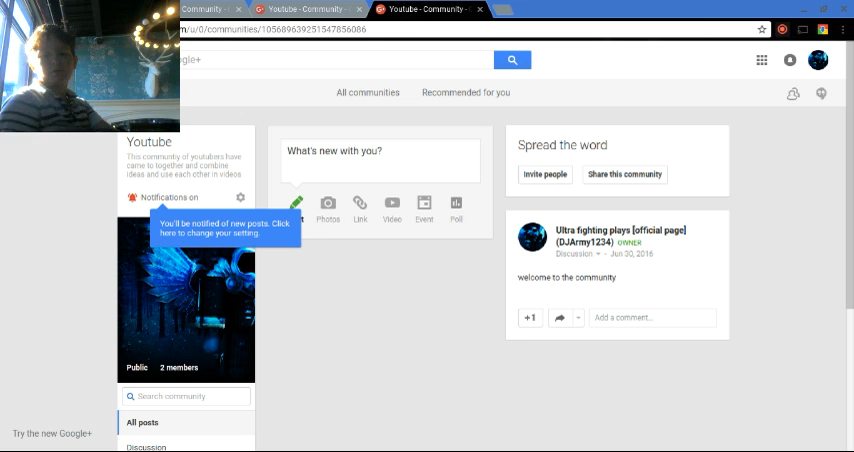 Community -
Youtube - Community -
Youtube - Community -
m/u/0/communities/105689639251547856086
gle+
All communities
Recommended for you
Youtube
This community of youtubers have
came to together and combine
ideas and use each other in videos
Notifications on
You'll be notified of new posts. Click
here to change your setting.
Public
2 members
Search community
All posts
Discussion
Try the new Google+
What's new with you?
Photos
Link
Video
Event
Poll
Spread the word
Invite people
Share this community
Ultra fighting plays [official page]
(DJArmy1234) OWNER
Discussion - Jun 30, 2016
welcome to the community
+1
Add a comment...